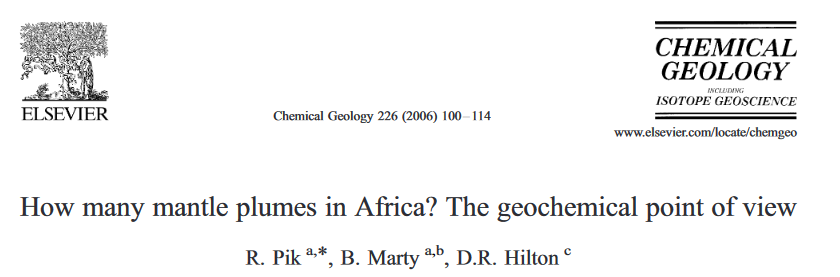 ELSEVIER
Chemical Geology 226 (2006) 100–114
CHEMICAL
GEOLOGY
INCLUDING
ISOTOPE GEOSCIENCE
www.elsevier.com/locate/chemgeo
How many mantle plumes in Africa? The geochemical point of view
R. Pik a,*, B. Marty a,b, D.R. Hilton c